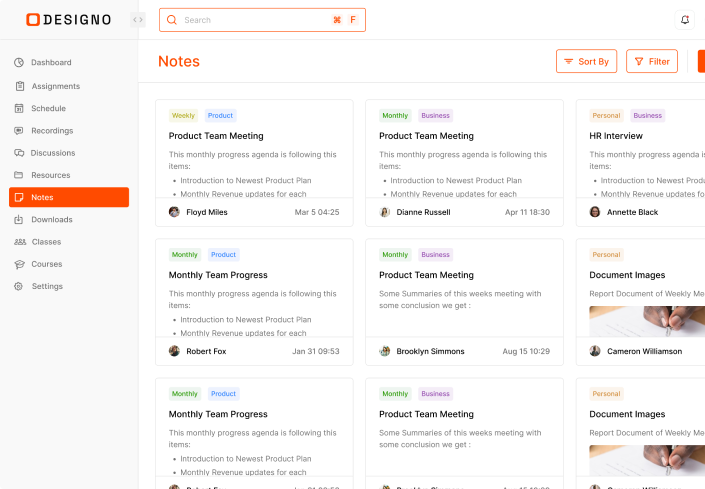 DESIGNO
Search
⌘ F
Dashboard
Assignments
Schedule
Recordings
Discussions
Resources
Notes
Downloads
Classes
Courses
Settings
Notes
Sort By
Filter
Weekly Product
Product Team Meeting
This monthly progress agenda is following this
items:
• Introduction to Newest Product Plan
• Monthly Revenue updates for each
Floyd Miles Mar 5 04:25
Monthly Business
Product Team Meeting
This monthly progress agenda is following this
items:
• Introduction to Newest Product Plan
• Monthly Revenue updates for each
Dianne Russell Apr 11 18:30
Personal Business
HR Interview
This monthly progress agenda is
items:
• Introduction to Newest Produ
• Monthly Revenue updates fo
Annette Black
Monthly Product
Monthly Team Progress
This monthly progress agenda is following this
items:
• Introduction to Newest Product Plan
• Monthly Revenue updates for each
Robert Fox Jan 31 09:53
Monthly Business
Product Team Meeting
Some Summaries of this weeks meeting with
some conclusion we get :
Brooklyn Simmons Aug 15 10:29
Personal
Document Images
Report Document of Weekly Me
Cameron Williamson
Monthly Product
Monthly Team Progress
This monthly progress agenda is following this
items:
• Introduction to Newest Product Plan
• Monthly Revenue updates for each
Monthly Business
Product Team Meeting
Some Summaries of this weeks meeting with
some conclusion we get :
Personal
Document Images
Report Document of Weekly Me